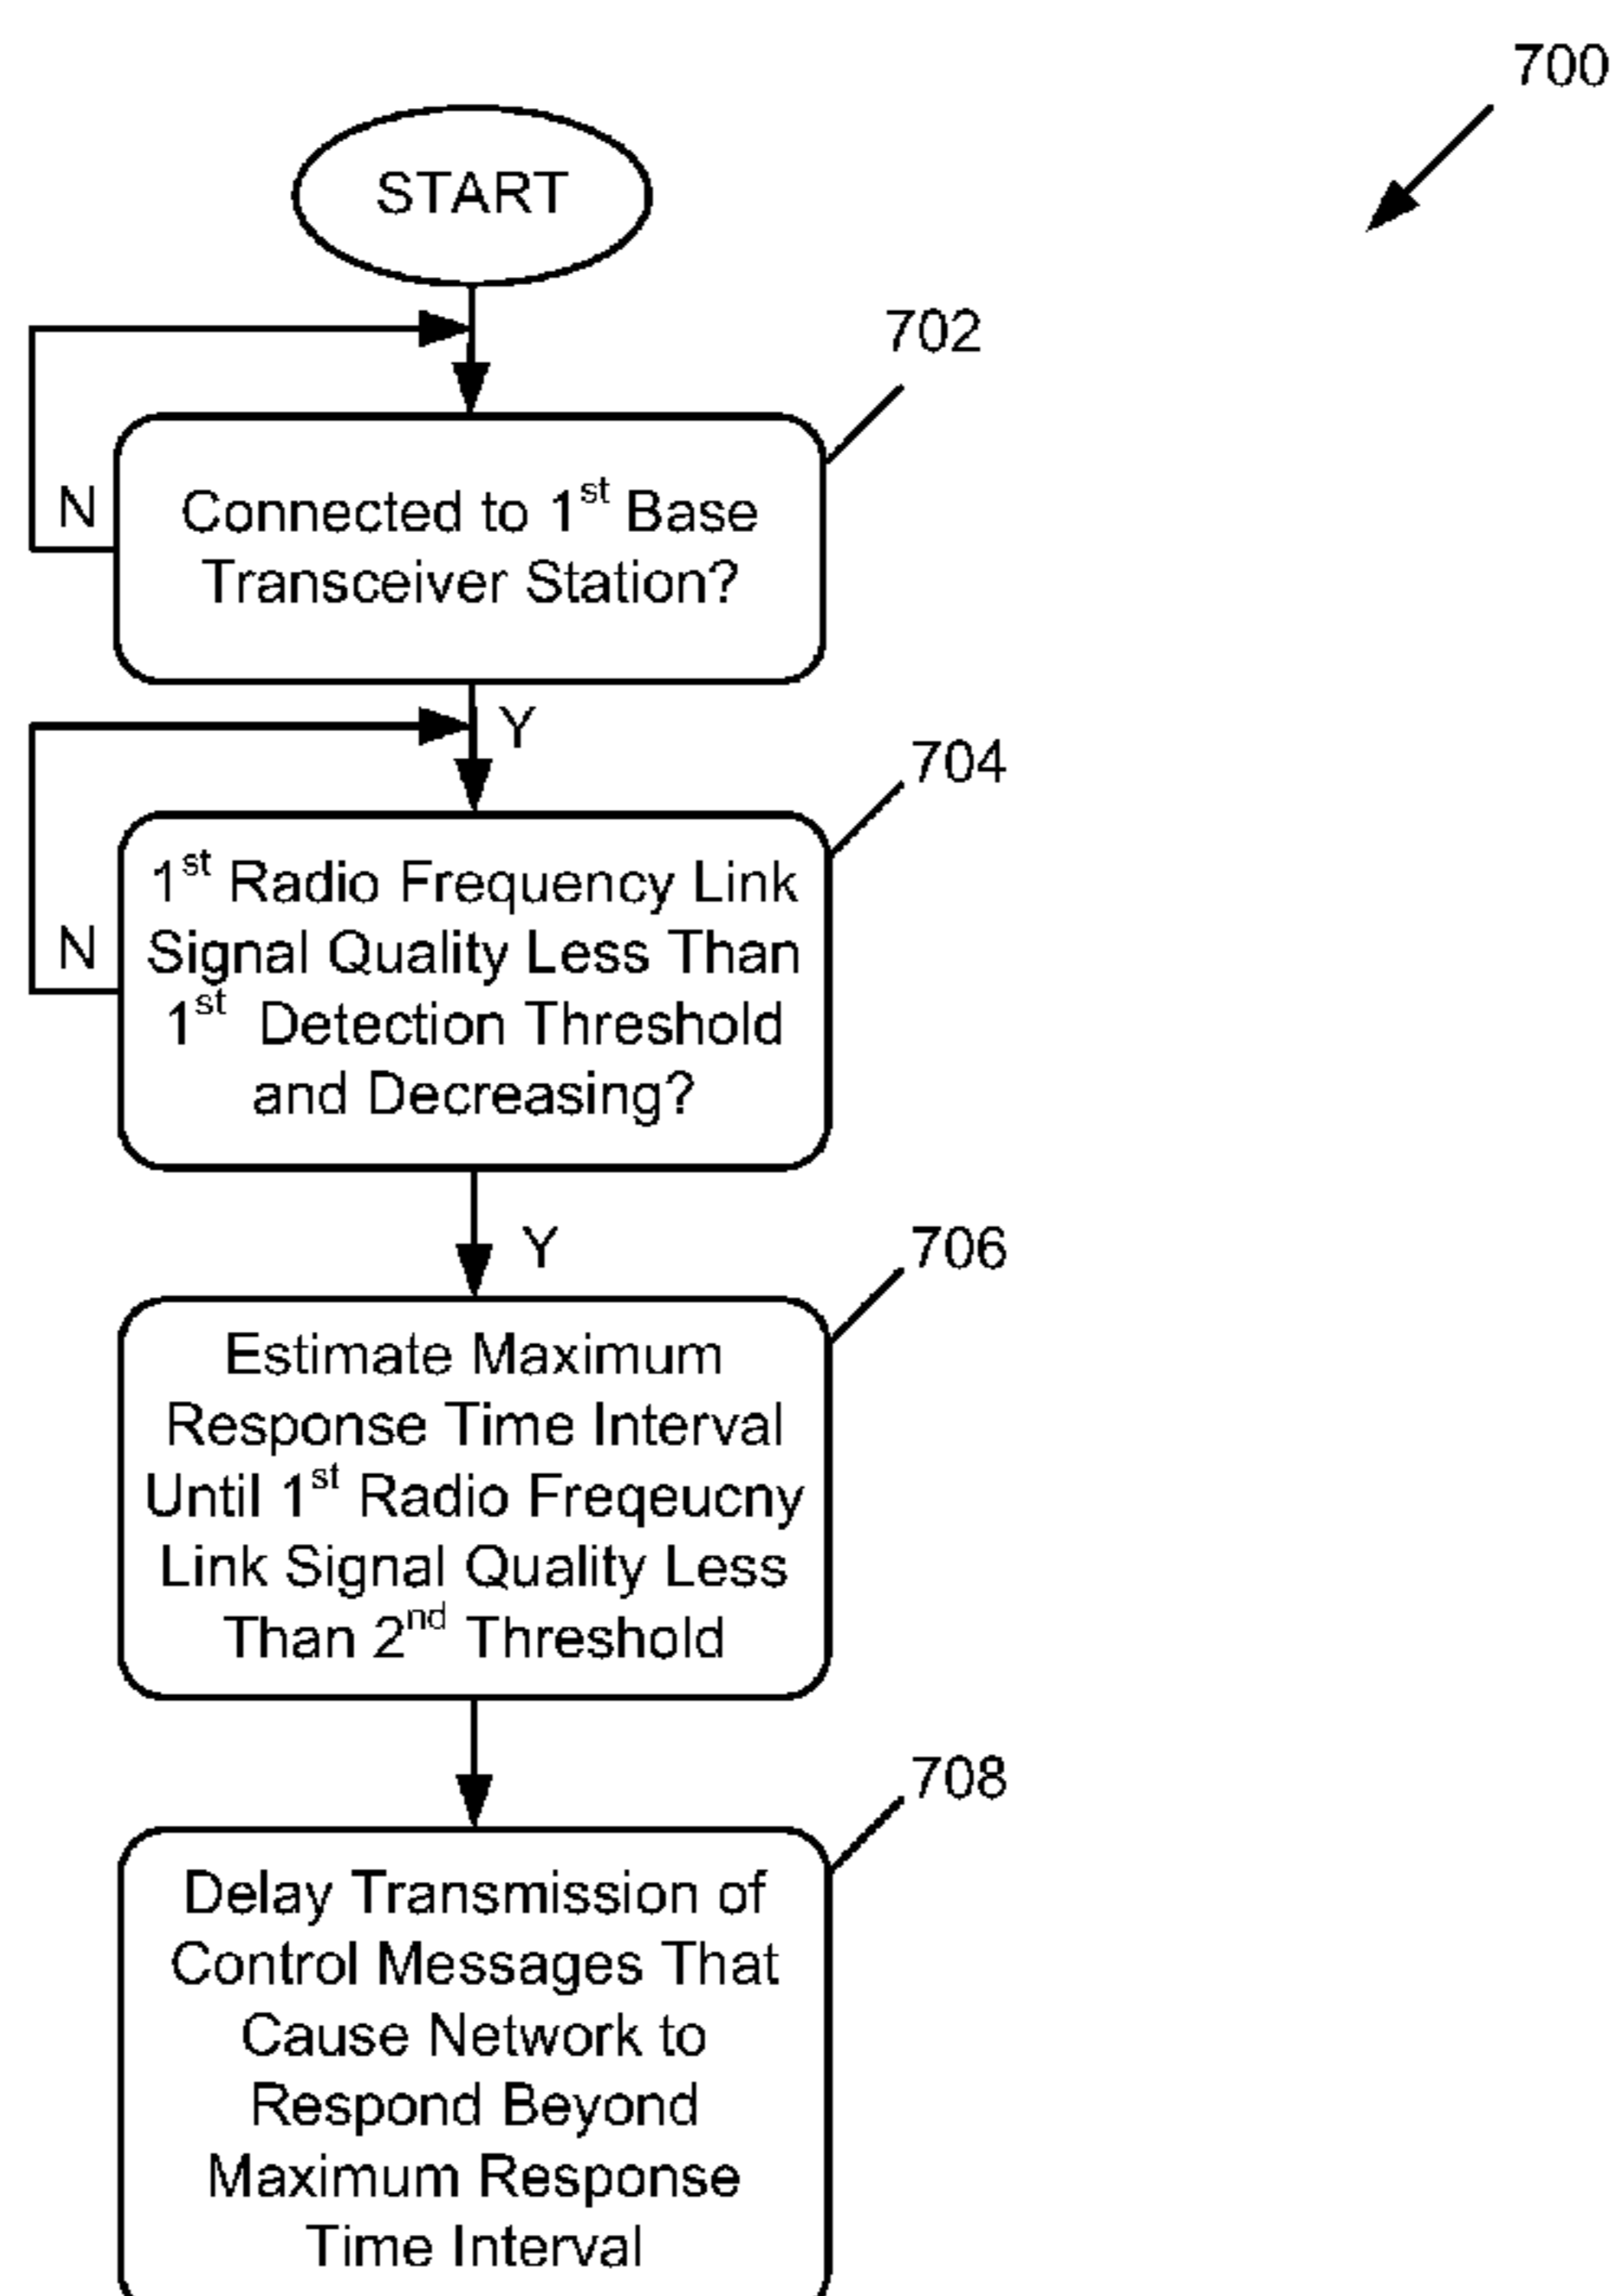 700
START
702
N
Connected to 1st Base
Transceiver Station?
Y
704
1st Radio Frequency Link
N
Signal Quality Less Than
1st Detection Threshold
and Decreasing?
Y
706
Estimate Maximum
Response Time Interval
Until 1st Radio Freqeucny
Link Signal Quality Less
Than 2nd Threshold
708
Delay Transmission of
Control Messages That
Cause Network to
Respond Beyond
Maximum Response
Time Interval